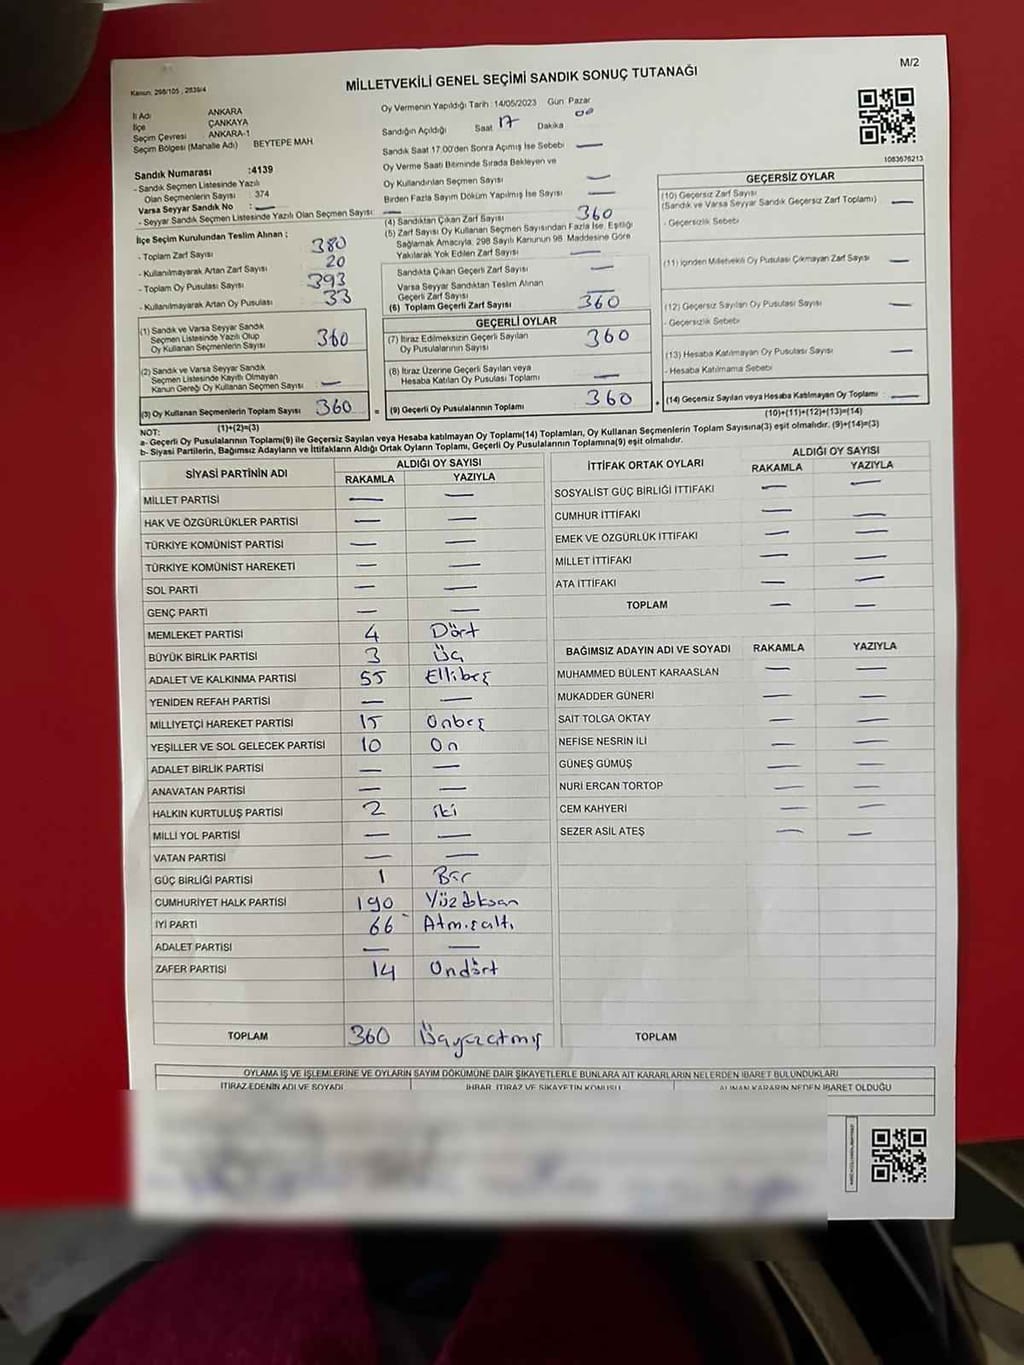 M/2
Kanun: 298/105 , 2839/4
MİLLETVEKİLİ GENEL SEÇİMİ SANDIK SONUÇ TUTANAĞI
İl Adı ANKARA
İlçe ÇANKAYA
Seçim Çevresi ANKARA-1
Seçim Bölgesi (Mahalle Adı) BEYTEPE MAH
Sandık Numarası :4139
- Sandık Seçmen Listesinde Yazılı
Olan Seçmenlerin Sayısı : 374
Varsa Seyyar Sandık No : —
- Seyyar Sandık Seçmen Listesinde Yazılı Olan Seçmen Sayısı: —
İlçe Seçim Kurulundan Teslim Alınan ;
- Toplam Zarf Sayısı 380
- Kullanılmayarak Artan Zarf Sayısı 20
- Toplam Oy Pusulası Sayısı 393
- Kullanılmayarak Artan Oy Pusulası 33
(1) Sandık ve Varsa Seyyar Sandık
Seçmen Listesinde Yazılı Olup
Oy Kullanan Seçmenlerin Sayısı 360
(2) Sandık ve Varsa Seyyar Sandık
Seçmen Listesinde Kayıtlı Olmayan
Kanun Gereği Oy Kullanan Seçmen Sayısı —
(3) Oy Kullanan Seçmenlerin Toplam Sayısı 360
(1)+(2)=(3)
Oy Vermenin Yapıldığı Tarih : 14/05/2023 Gün: Pazar
Sandığın Açıldığı Saat 17 Dakika 00
Sandık Saat 17.00'den Sonra Açımış İse Sebebi —
Oy Verme Saati Bitiminde Sırada Bekleyen ve
Oy Kullandırılan Seçmen Sayısı —
Birden Fazla Sayım Döküm Yapılmış İse Sayısı —
(4) Sandıktan Çıkan Zarf Sayısı 360
(5) Zarf Sayısı Oy Kullanan Seçmen Sayısından Fazla İse, Eşitliği
Sağlamak Amacıyla, 298 Sayılı Kanunun 98. Maddesine Göre
Yakılarak Yok Edilen Zarf Sayısı —
Sandıkta Çıkan Geçerli Zarf Sayısı —
Varsa Seyyar Sandıktan Teslim Alınan
Geçerli Zarf Sayısı —
(6) Toplam Geçerli Zarf Sayısı 360
GEÇERLİ OYLAR
(7) İtiraz Edilmeksizin Geçerli Sayılan
Oy Pusulalarının Sayısı 360
(8) İtiraz Üzerine Geçerli Sayılan veya
Hesaba Katılan Oy Pusulası Toplamı —
= (9) Geçerli Oy Pusulalarının Toplamı 360
1083676213
GEÇERSİZ OYLAR
(10) Geçersiz Zarf Sayısı
(Sandık ve Varsa Seyyar Sandık Geçersiz Zarf Toplamı) —
- Geçersizlik Sebebi
(11) İçinden Milletvekili Oy Pusulası Çıkmayan Zarf Sayısı —
(12) Geçersiz Sayılan Oy Pusulası Sayısı —
- Geçersizlik Sebebi
(13) Hesaba Katılmayan Oy Pusulası Sayısı —
- Hesaba Katılmama Sebebi
+ (14) Geçersiz Sayılan veya Hesaba Katılmayan Oy Toplamı —
(10)+(11)+(12)+(13)=(14)
NOT:
a- Geçerli Oy Pusulalarının Toplamı(9) ile Geçersiz Sayılan veya Hesaba katılmayan Oy Toplamı(14) Toplamları, Oy Kullanan Seçmenlerin Toplam Sayısına(3) eşit olmalıdır. (9)+(14)=(3)
b- Siyasi Partilerin, Bağımsız Adayların ve İttifakların Aldığı Ortak Oyların Toplamı, Geçerli Oy Pusulalarının Toplamına(9) eşit olmalıdır.
SİYASİ PARTİNİN ADI ALDIĞI OY SAYISI
RAKAMLA YAZIYLA
MİLLET PARTİSİ — —
HAK VE ÖZGÜRLÜKLER PARTİSİ — —
TÜRKİYE KOMÜNİST PARTİSİ — —
TÜRKİYE KOMÜNİST HAREKETİ — —
SOL PARTİ — —
GENÇ PARTİ — —
MEMLEKET PARTİSİ 4 Dört
BÜYÜK BİRLİK PARTİSİ 3 Üç
ADALET VE KALKINMA PARTİSİ 55 Ellibeş
YENİDEN REFAH PARTİSİ — —
MİLLİYETÇİ HAREKET PARTİSİ 15 Onbeş
YEŞİLLER VE SOL GELECEK PARTİSİ 10 On
ADALET BİRLİK PARTİSİ — —
ANAVATAN PARTİSİ — —
HALKIN KURTULUŞ PARTİSİ 2 iki
MİLLİ YOL PARTİSİ — —
VATAN PARTİSİ — —
GÜÇ BİRLİĞİ PARTİSİ 1 Bir
CUMHURİYET HALK PARTİSİ 190 Yüzdoksan
İYİ PARTİ 66 Atmışaltı
ADALET PARTİSİ — —
ZAFER PARTİSİ 14 Ondört
TOPLAM 360 Üçyüzatmış
İTTİFAK ORTAK OYLARI ALDIĞI OY SAYISI
RAKAMLA YAZIYLA
SOSYALİST GÜÇ BİRLİĞİ İTTİFAKI — —
CUMHUR İTTİFAKI — —
EMEK VE ÖZGÜRLÜK İTTİFAKI — —
MİLLET İTTİFAKI — —
ATA İTTİFAKI — —
TOPLAM — —
BAĞIMSIZ ADAYIN ADI VE SOYADI RAKAMLA YAZIYLA
MUHAMMED BÜLENT KARAASLAN — —
MUKADDER GÜNERİ — —
SAİT TOLGA OKTAY — —
NEFİSE NESRİN İLİ — —
GÜNEŞ GÜMÜŞ — —
NURİ ERCAN TORTOP — —
CEM KAHYERİ — —
SEZER ASİL ATEŞ — —
TOPLAM
OYLAMA İŞ VE İŞLEMLERİNE VE OYLARIN SAYIM DÖKÜMÜNE DAİR ŞİKAYETLERLE BUNLARA AİT KARARLARIN NELERDEN İBARET BULUNDUKLARI
İTİRAZ EDENİN ADI VE SOYADI İHBAR, İTİRAZ VE ŞİKAYETİN KONUSU ALINAN KARARIN NEDEN İBARET OLDUĞU